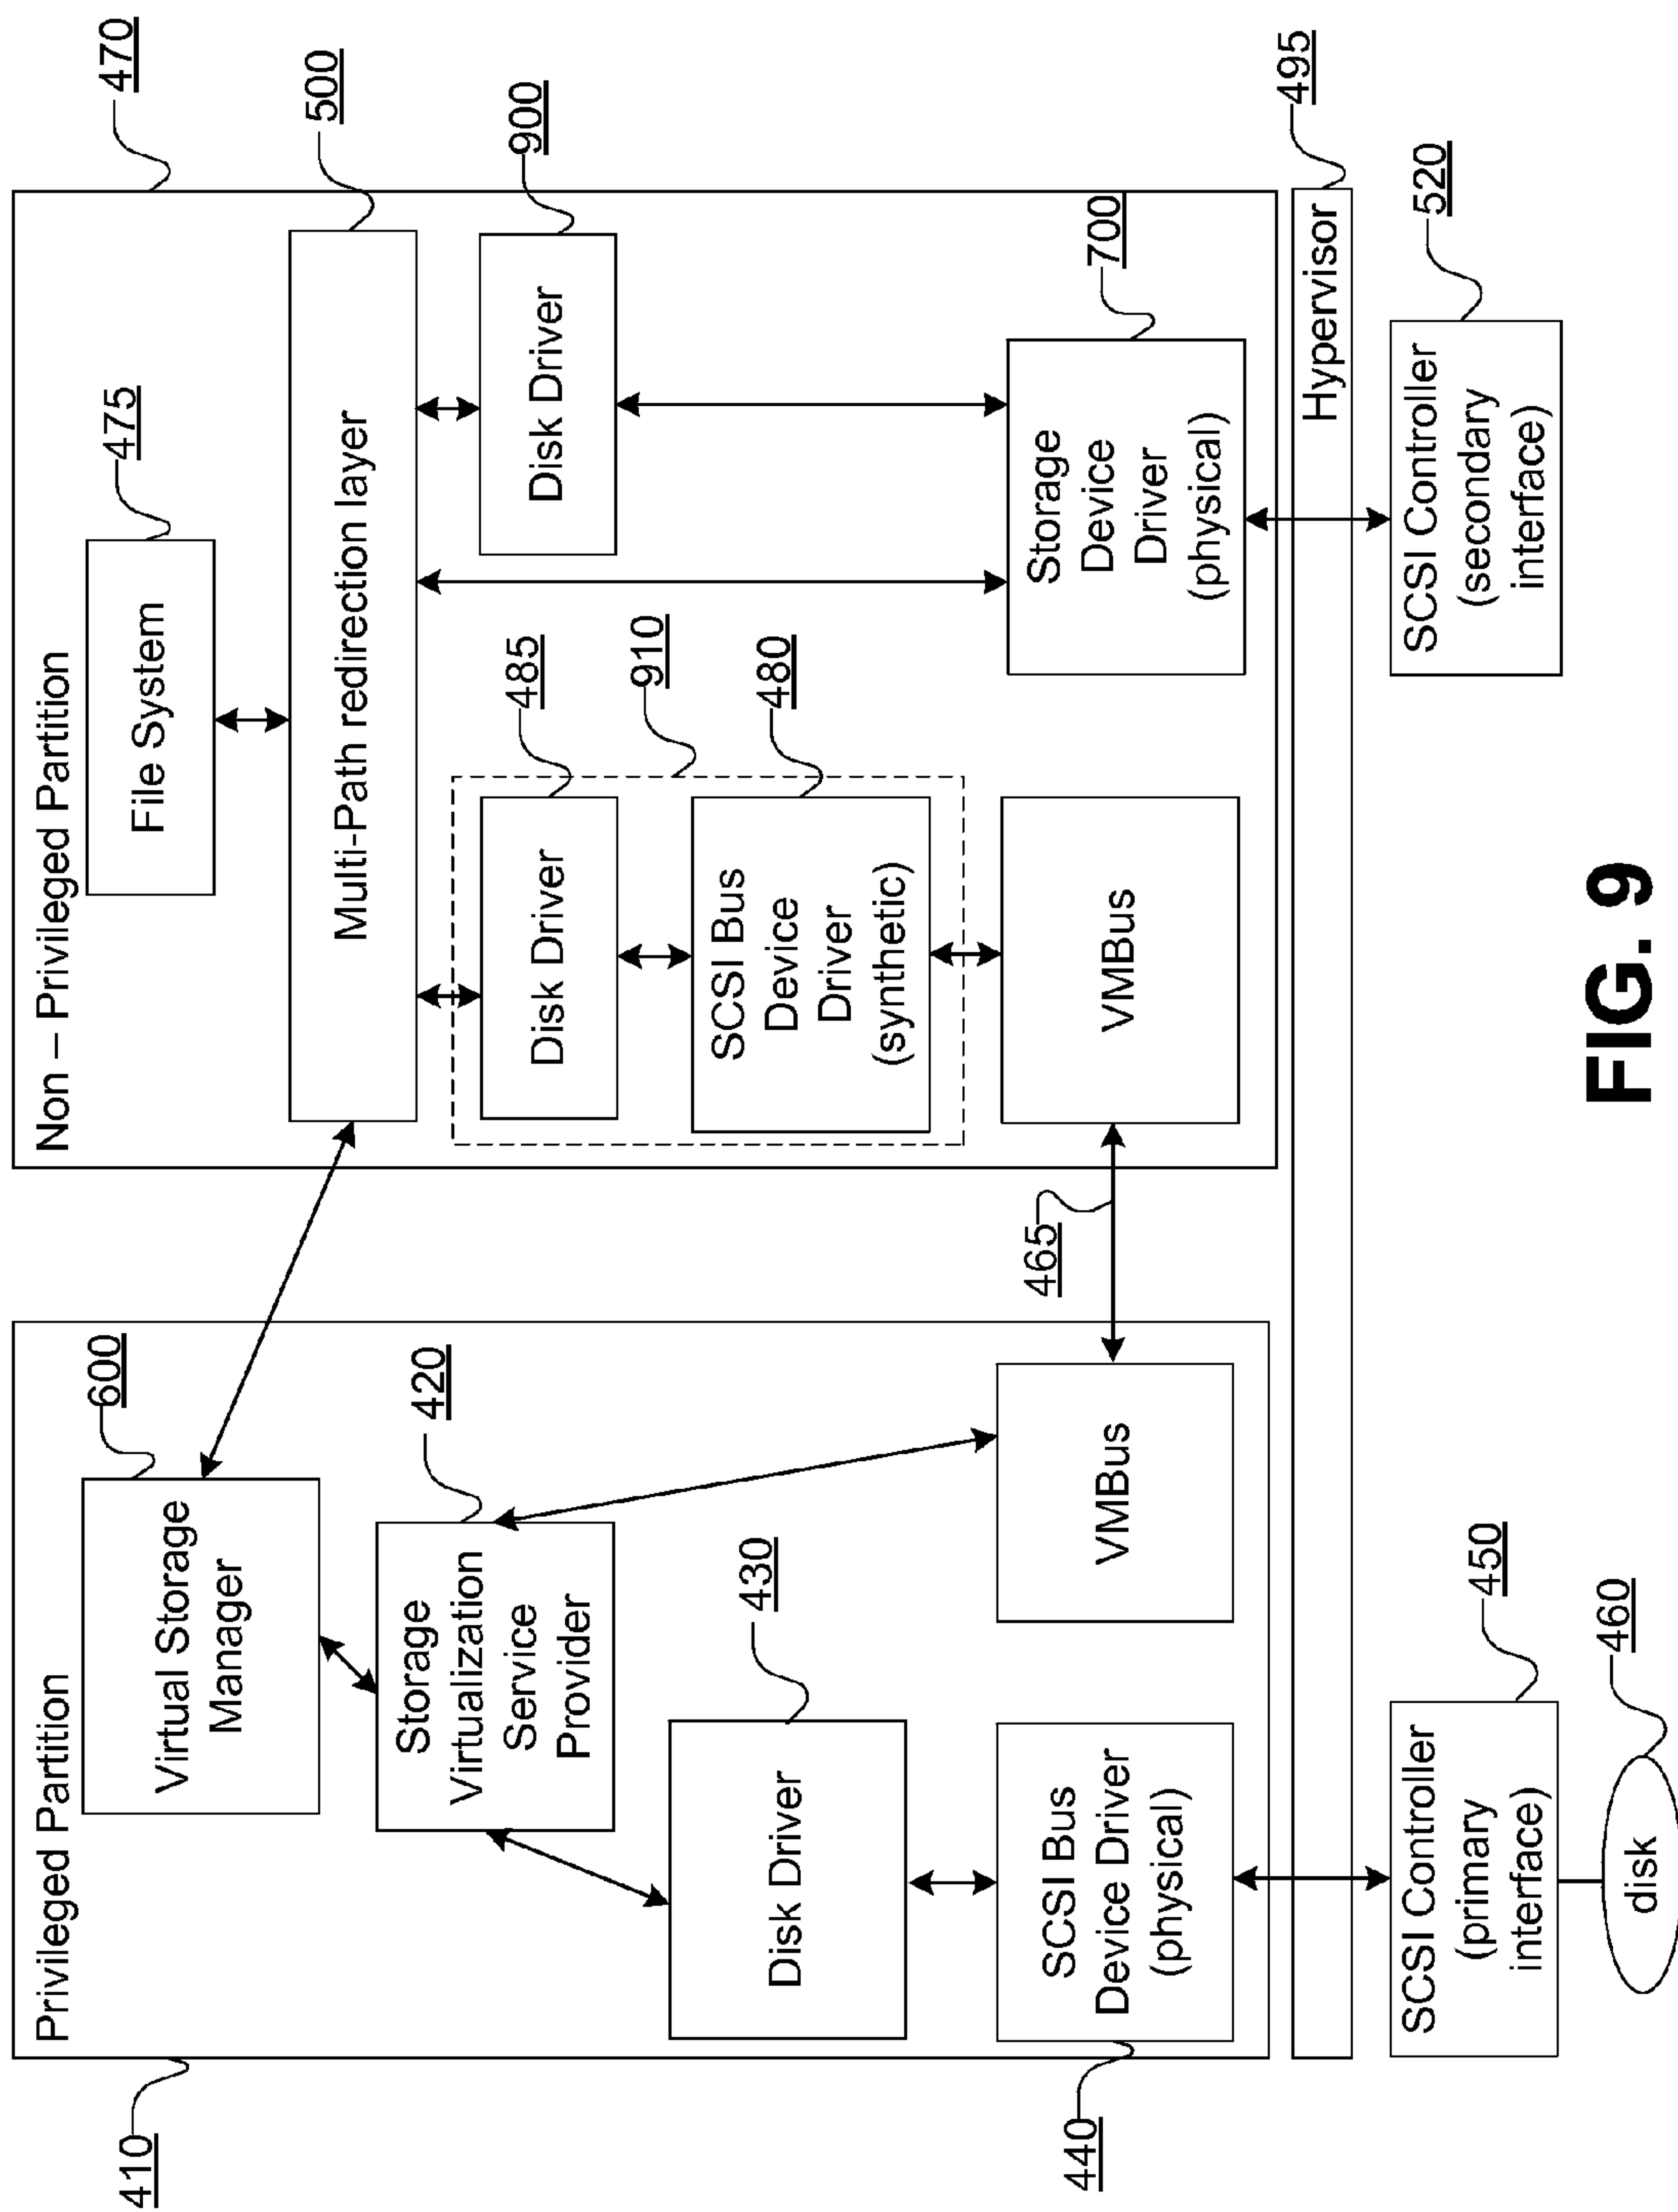 Privileged Partition
410
Virtual Storage
Manager
600
Storage
Virtualization
Service
Provider
420
Disk Driver
430
SCSI Bus
Device Driver
(physical)
440
VMBus
465
Non – Privileged Partition
470
File System
475
Multi-Path redirection layer
500
Disk Driver
485
910
SCSI Bus
Device
Driver
(synthetic)
480
VMBus
Disk Driver
900
Storage
Device
Driver
(physical)
700
Hypervisor
495
SCSI Controller
(primary
interface)
450
disk
460
SCSI Controller
(secondary
interface)
520
FIG. 9